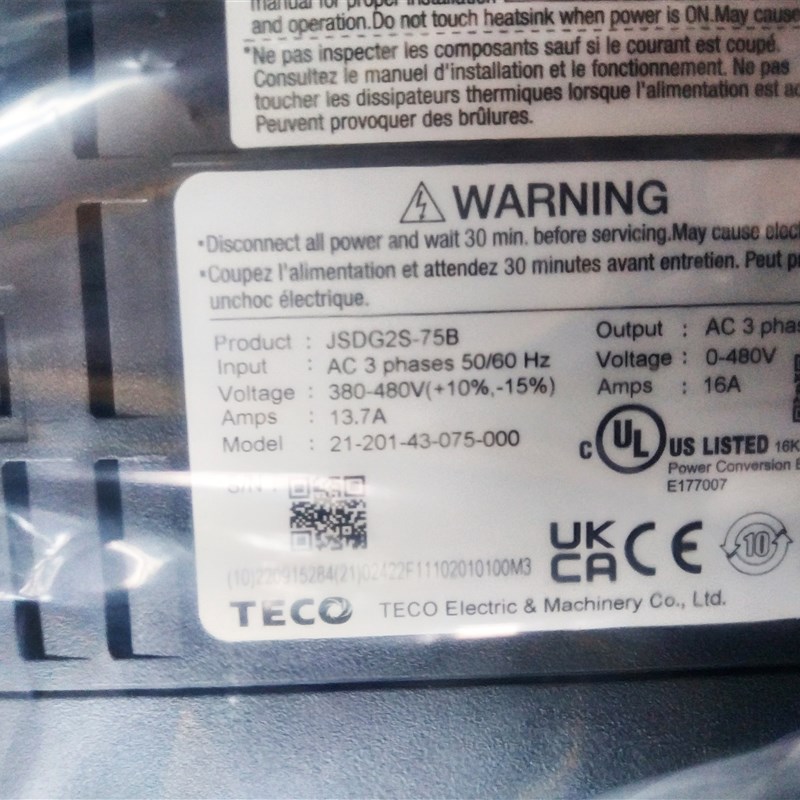 manual for proper installation
and operation.Do not touch heatsink when power is ON.May cause
*Ne pas inspecter les composants sauf si le courant est coupé.
Consultez le manuel d'installation et le fonctionnement. Ne pas
toucher les dissipateurs thermiques lorsque l'alimentation est
Peuvent provoquer des brûlures.
WARNING
•Disconnect all power and wait 30 min. before servicing.May cause
•Coupez l'alimentation et attendez 30 minutes avant entretien. Peut
unchoc électrique.
Product : JSDG2S-75B Output : AC 3
Input : AC 3 phases 50/60 Hz Voltage : 0-480V
Voltage : 380-480V(+10%,-15%) Amps : 16A
Amps : 13.7A
Model : 21-201-43-075-000
C UL US LISTED
Power Conversion
E177007
S/N
UK CA CE 10
TECO TECO Electric & Machinery Co., Ltd.